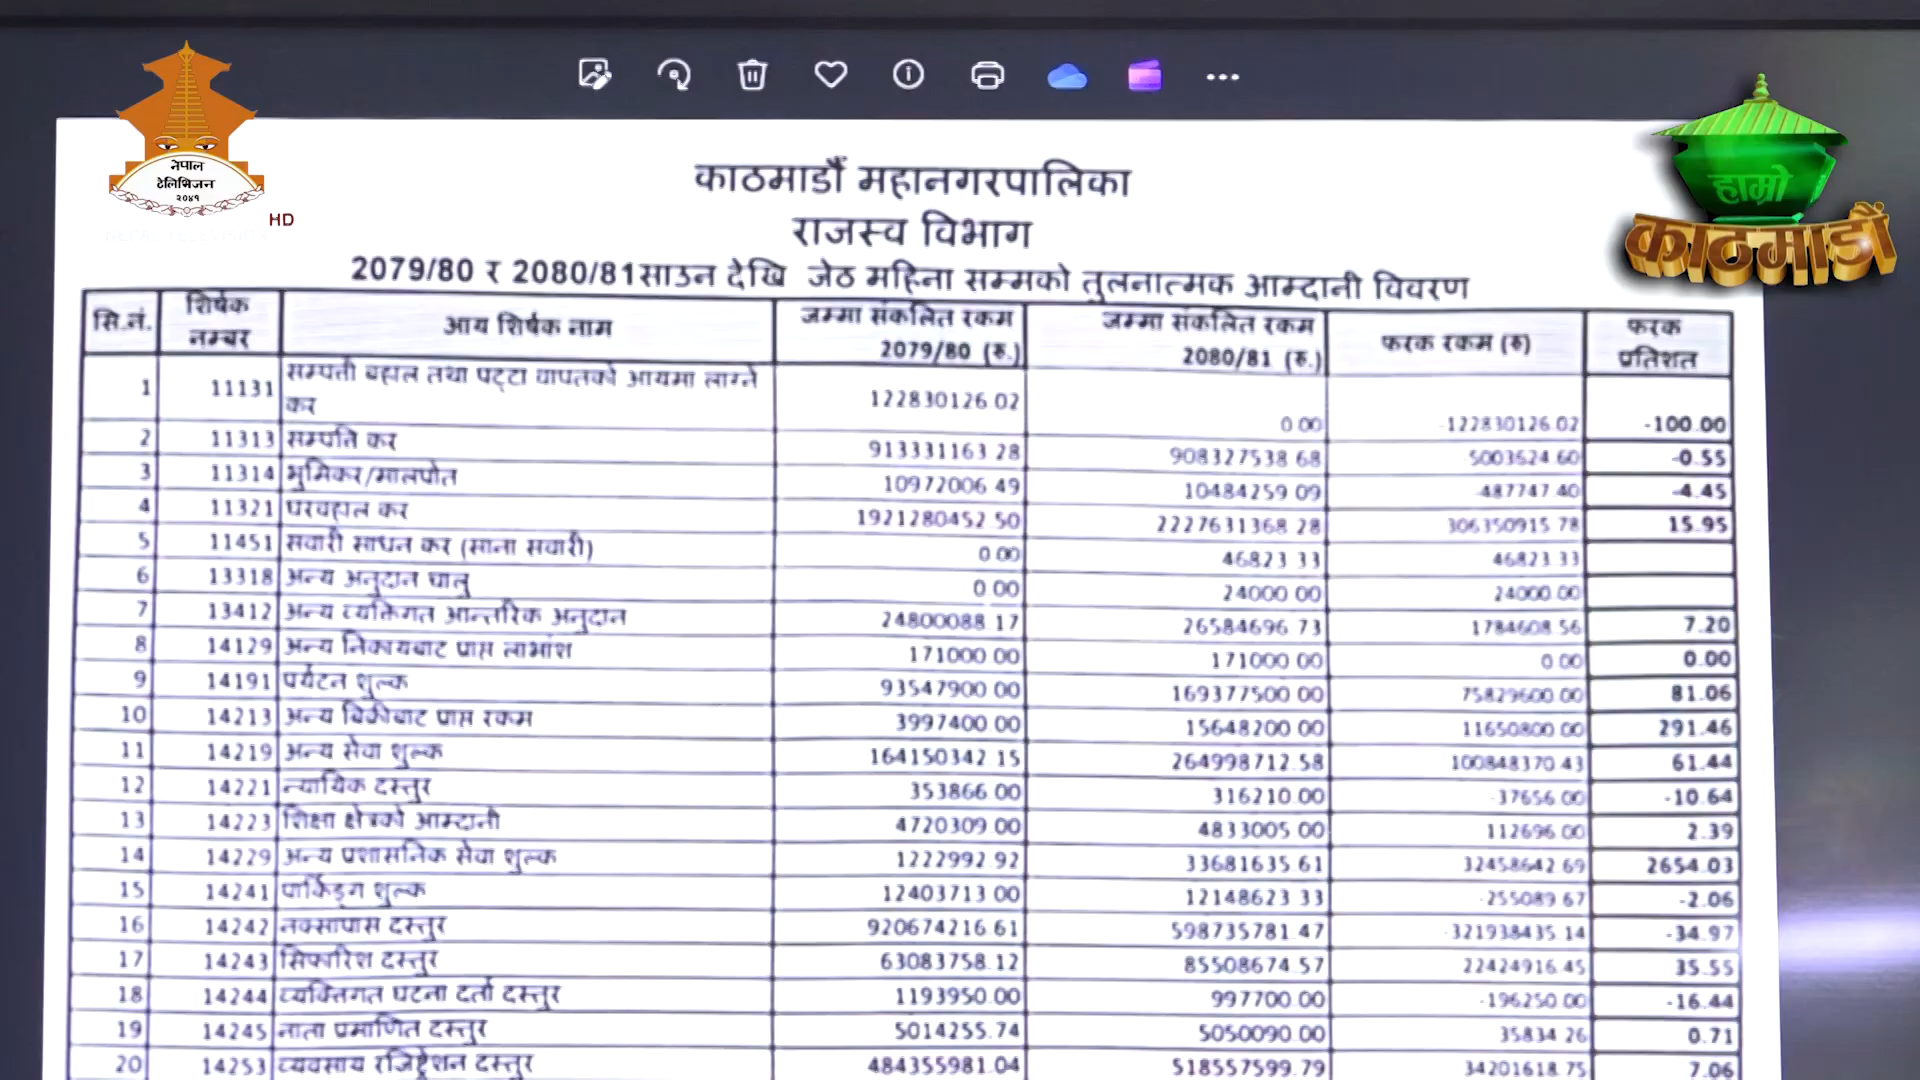 नेपाल
टेलिभिजन
२०४१
HD
हाम्रो
काठमाडौं
काठमाडौँ महानगरपालिका
राजस्व विभाग
2079/80 र 2080/81साउन देखि जेठ महिना सम्मको तुलनात्मक आम्दानी विवरण
सि.नं. शिर्षक नम्बर आय शिर्षक नाम जम्मा संकलित रकम 2079/80 (रु.) जम्मा संकलित रकम 2080/81 (रु.) फरक रकम (रु) फरक प्रतिशत
1 11131 सम्पती बहाल तथा पट्टा वापतको आयमा लाग्ने कर 122830126.02 0.00 -122830126.02 -100.00
2 11313 सम्पति कर 913331163.28 908327538.68 -5003624.60 -0.55
3 11314 भुमिकर/मालपोत 10972006.49 10484259.09 -487747.40 -4.45
4 11321 घरवहाल कर 1921280452.50 2227631368.28 306350915.78 15.95
5 11451 सवारी साधन कर (साना सवारी) 0.00 46823.33 46823.33
6 13318 अन्य अनुदान चालु 0.00 24000.00 24000.00
7 13412 अन्य व्यक्तिगत आन्तरिक अनुदान 24800088.17 26584696.73 1784608.56 7.20
8 14129 अन्य निकायबाट प्राप्त लाभांश 171000.00 171000.00 0.00 0.00
9 14191 पर्यटन शुल्क 93547900.00 169377500.00 75829600.00 81.06
10 14213 अन्य बिक्रीबाट प्राप्त रकम 3997400.00 15648200.00 11650800.00 291.46
11 14219 अन्य सेवा शुल्क 164150342.15 264998712.58 100848370.43 61.44
12 14221 न्यायिक दस्तुर 353866.00 316210.00 -37656.00 -10.64
13 14223 शिक्षा क्षेत्रको आम्दानी 4720309.00 4833005.00 112696.00 2.39
14 14229 अन्य प्रशासनिक सेवा शुल्क 1222992.92 33681635.61 32458642.69 2654.03
15 14241 पार्किङ्ग शुल्क 12403713.00 12148623.33 -255089.67 -2.06
16 14242 नक्सापास दस्तुर 920674216.61 598735781.47 -321938435.14 -34.97
17 14243 सिफारिश दस्तुर 63083758.12 85508674.57 22424916.45 35.55
18 14244 व्यक्तिगत घटना दर्ता दस्तुर 1193950.00 997700.00 -196250.00 -16.44
19 14245 नाता प्रमाणित दस्तुर 5014255.74 5050090.00 35834.26 0.71
20 14253 व्यवसाय रजिष्ट्रेशन दस्तुर 484355981.04 518557599.79 34201618.75 7.06